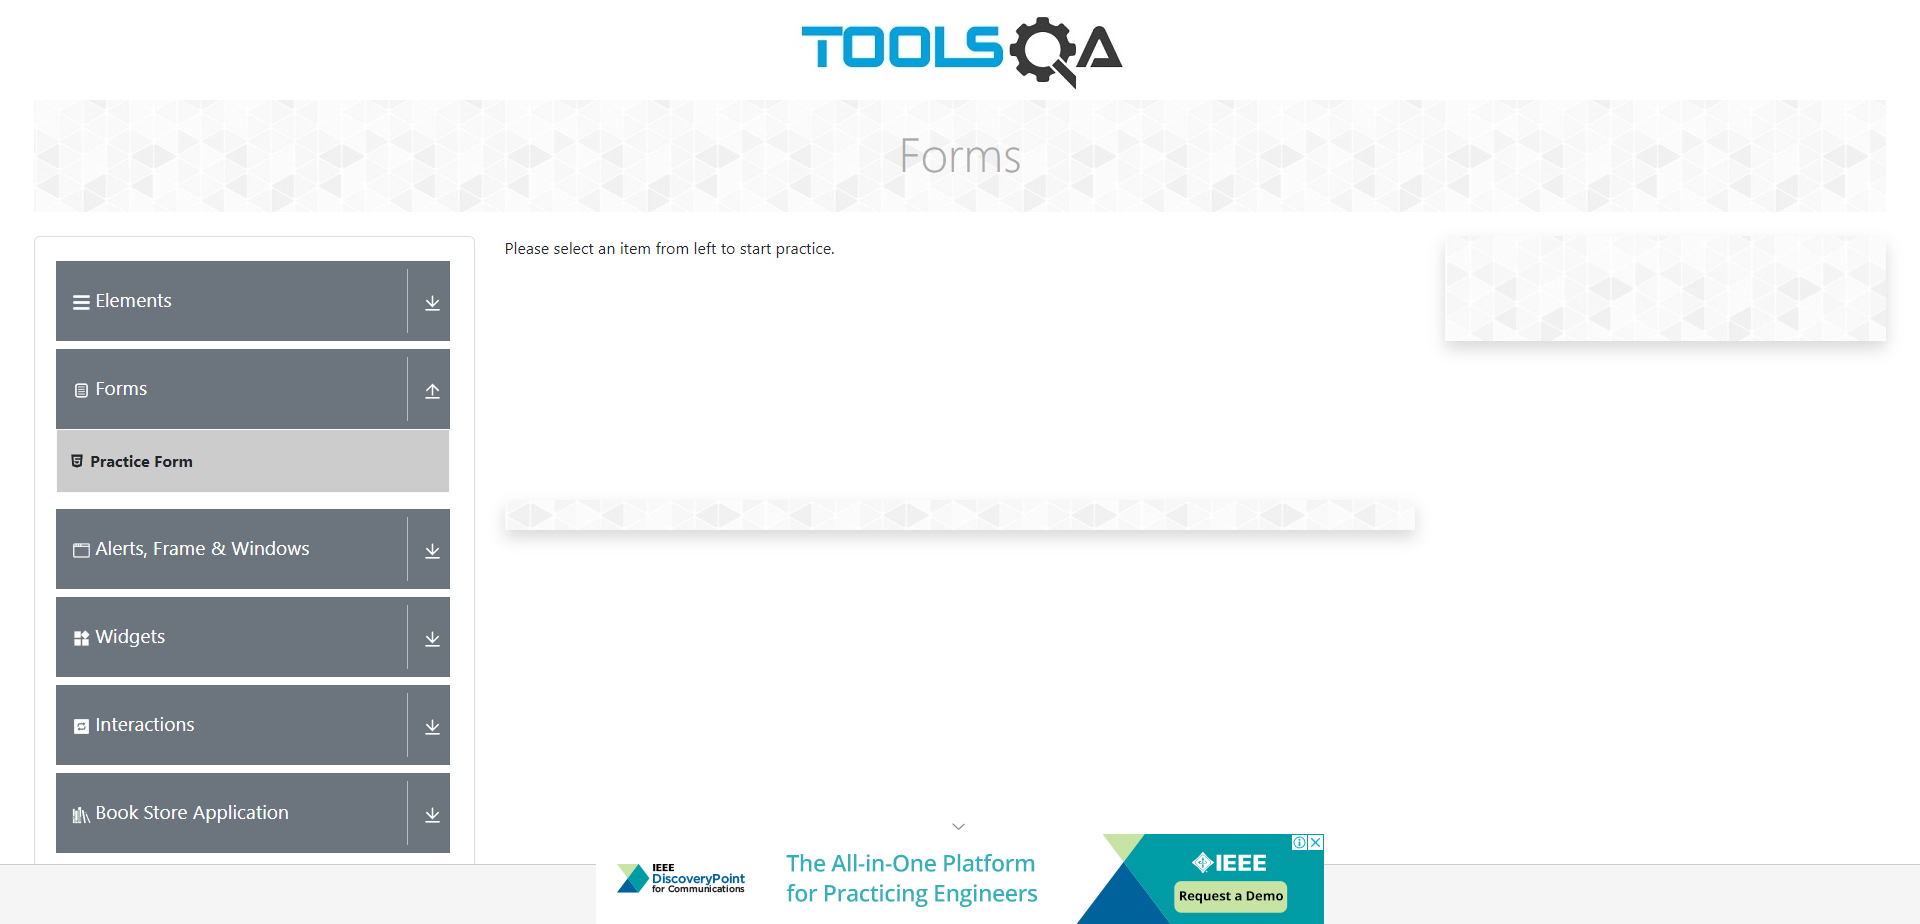 TOOLSQA
Forms
Please select an item from left to start practice.
Elements
Forms
Practice Form
Alerts, Frame & Windows
Widgets
Interactions
Book Store Application
IEEE
DiscoveryPoint
for Communications
The All-in-One Platform
for Practicing Engineers
IEEE
Request a Demo